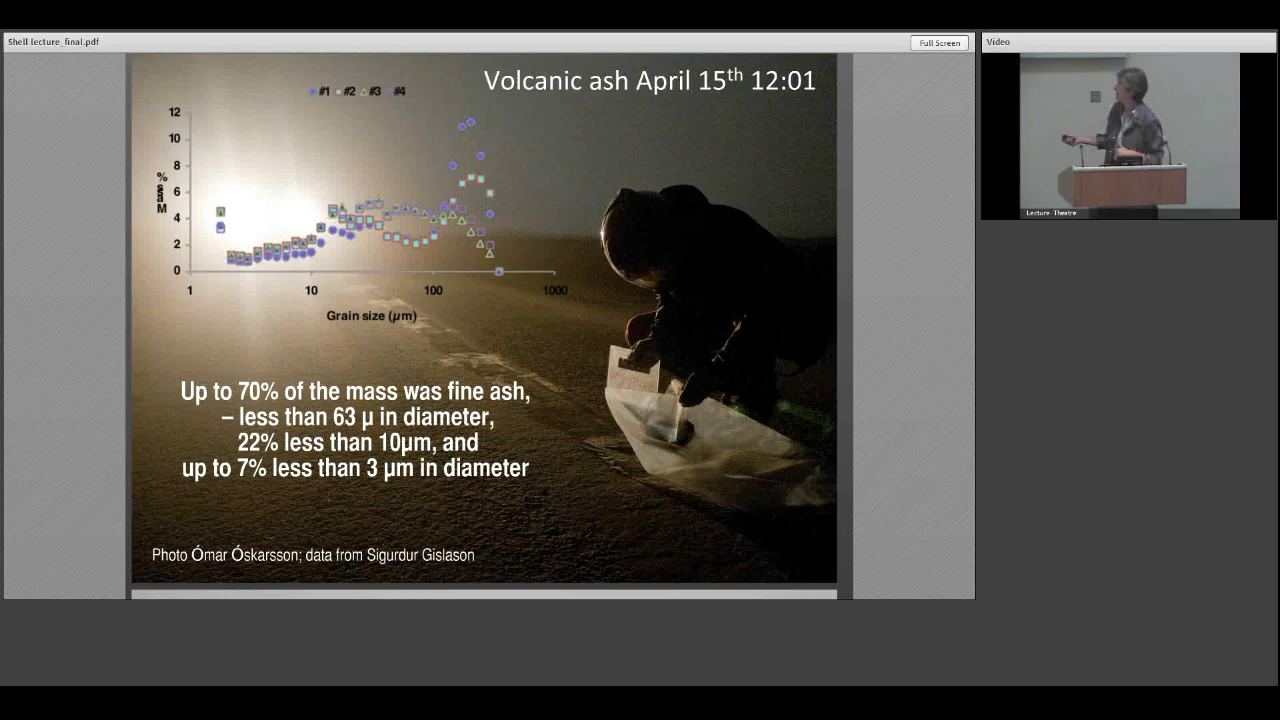 Shell lecture_final.pdf
Full Screen
Video
Volcanic ash April 15th 12:01
#1 #2 #3 #4
12
10
8
6
4
2
0
Mass %
1 10 100 1000
Grain size (µm)
Up to 70% of the mass was fine ash,
– less than 63 µ in diameter,
22% less than 10µm, and
up to 7% less than 3 µm in diameter
Photo Ómar Óskarsson; data from Sigurdur Gislason
Lecture Theatre